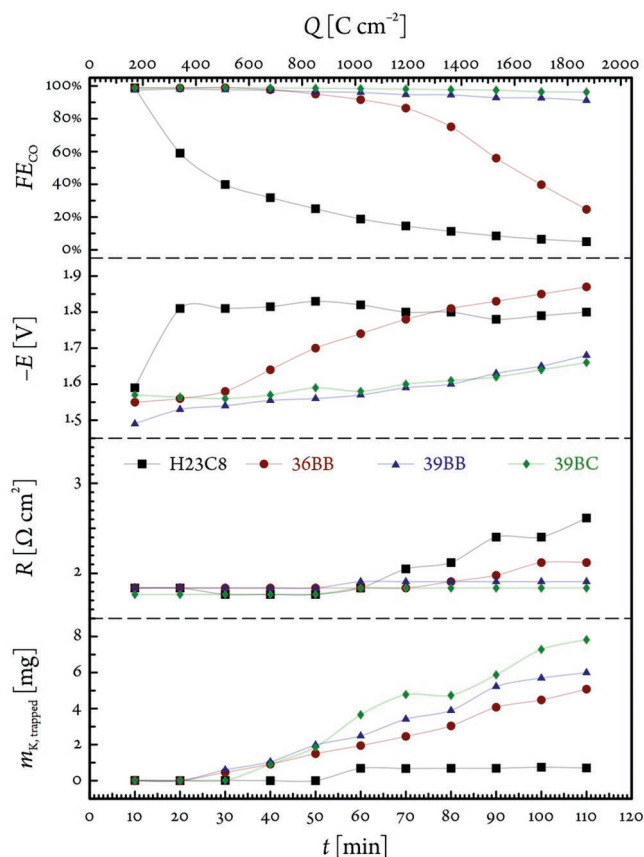 Q [C cm⁻²]
0 200 400 600 800 1000 1200 1400 1600 1800 2000
100%
80%
60%
40%
20%
0%
FE_CO
1.9
1.8
1.7
1.6
1.5
−E [V]
H23C8 36BB 39BB 39BC
3
2
R [Ω cm²]
8
6
4
2
0
m_K, trapped [mg]
0 10 20 30 40 50 60 70 80 90 100 110 120
t [min]